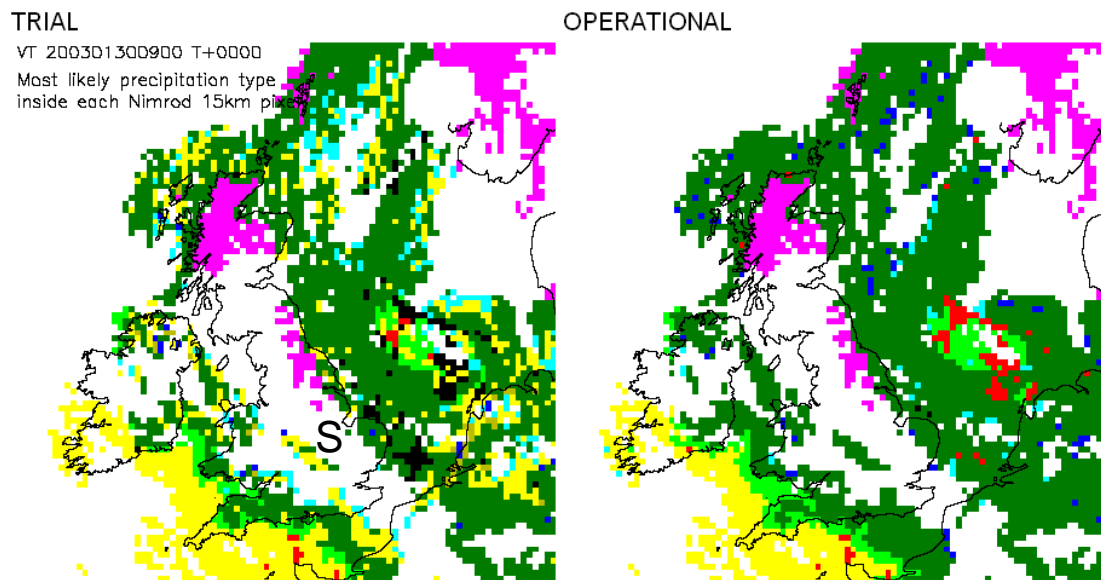 TRIAL
OPERATIONAL
VT 200301300900 T+0000
Most likely precipitation type
inside each Nimrod 15km pixel
S